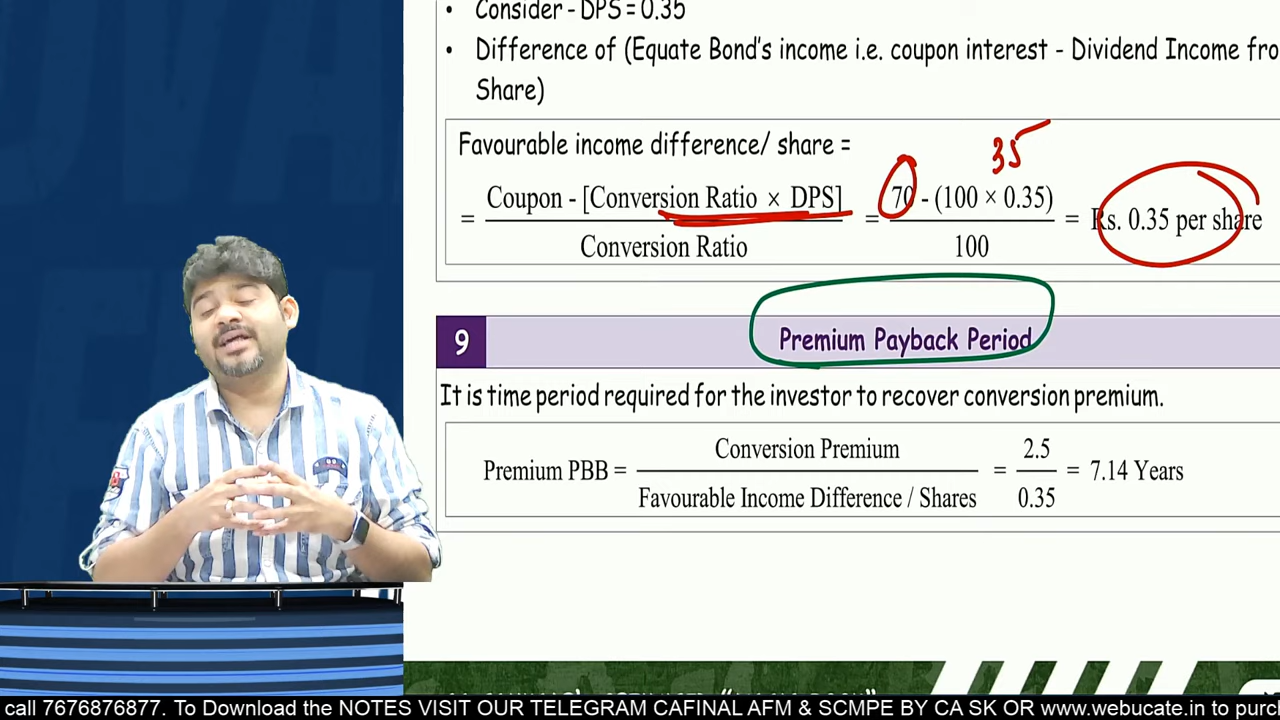 • Consider - DPS = 0.35
• Difference of (Equate Bond's income i.e. coupon interest - Dividend Income fro
Share)
Favourable income difference/ share =
35
= Coupon - [Conversion Ratio × DPS] / Conversion Ratio = 70 - (100 × 0.35) / 100 = Rs. 0.35 per share
9 Premium Payback Period
It is time period required for the investor to recover conversion premium.
Premium PBB = Conversion Premium / Favourable Income Difference / Shares = 2.5 / 0.35 = 7.14 Years
call 7676876877. To Download the NOTES VISIT OUR TELEGRAM CAFINAL AFM & SCMPE BY CA SK OR www.webucate.in to purc